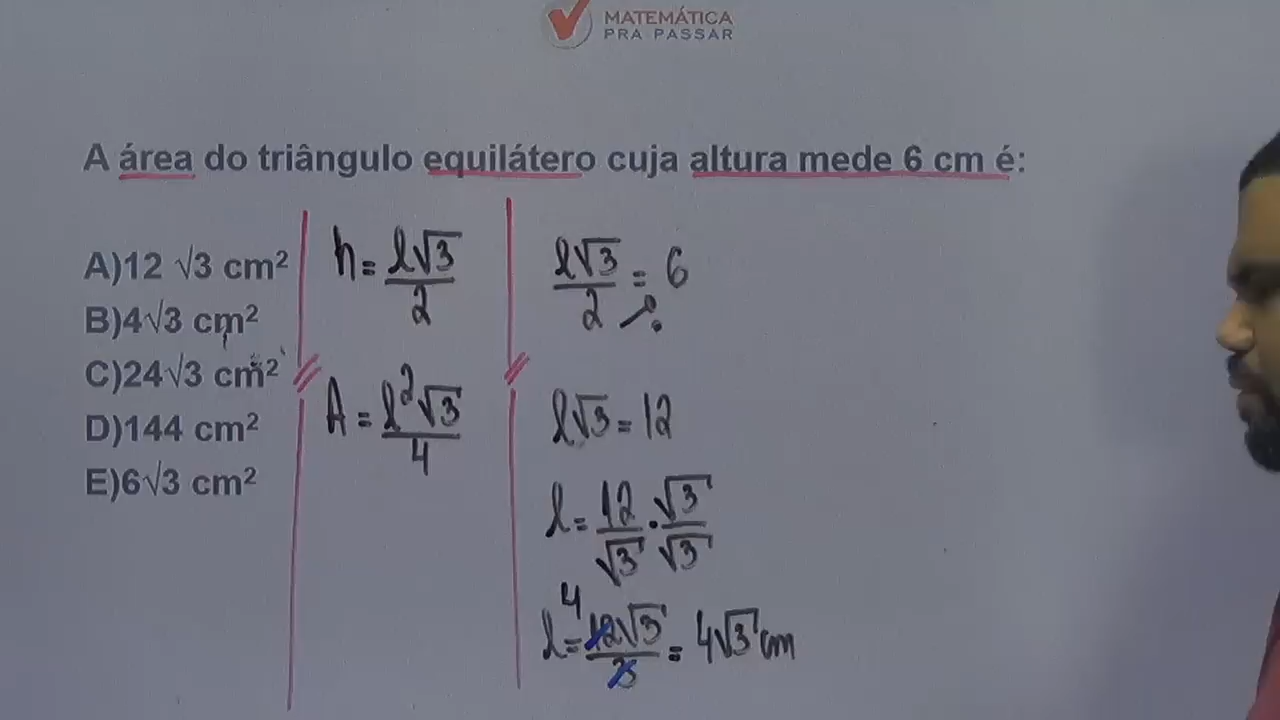 MATEMÁTICA
PRA PASSAR
A área do triângulo equilátero cuja altura mede 6 cm é:
A)12 √3 cm²
B)4√3 cm²
C)24√3 cm²
D)144 cm²
E)6√3 cm²
h = l√3/2
A = l²√3/4
l√3/2 = 6
l√3 = 12
l = 12/√3 · √3/√3
l = 12√3/3 = 4√3 cm
4